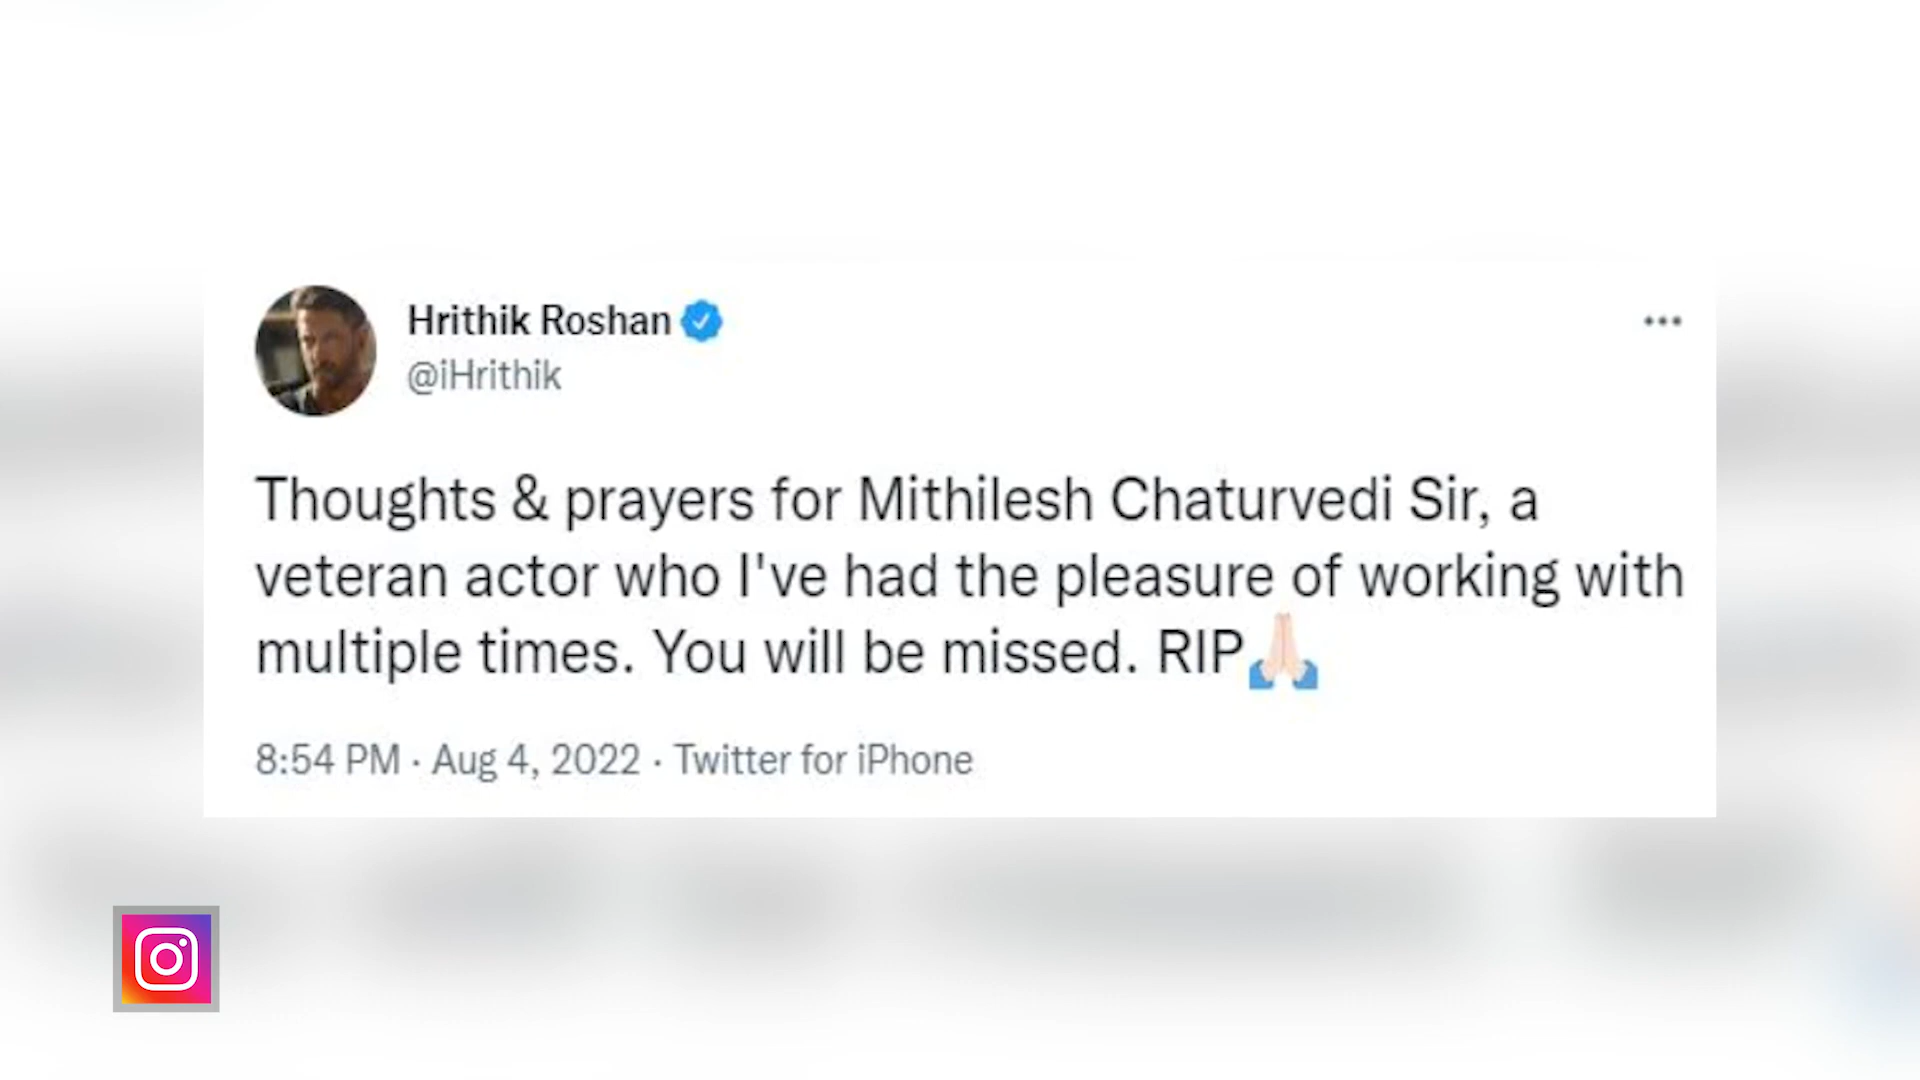 Hrithik Roshan
@iHrithik
Thoughts & prayers for Mithilesh Chaturvedi Sir, a
veteran actor who I've had the pleasure of working with
multiple times. You will be missed. RIP🙏🏻
8:54 PM · Aug 4, 2022 · Twitter for iPhone